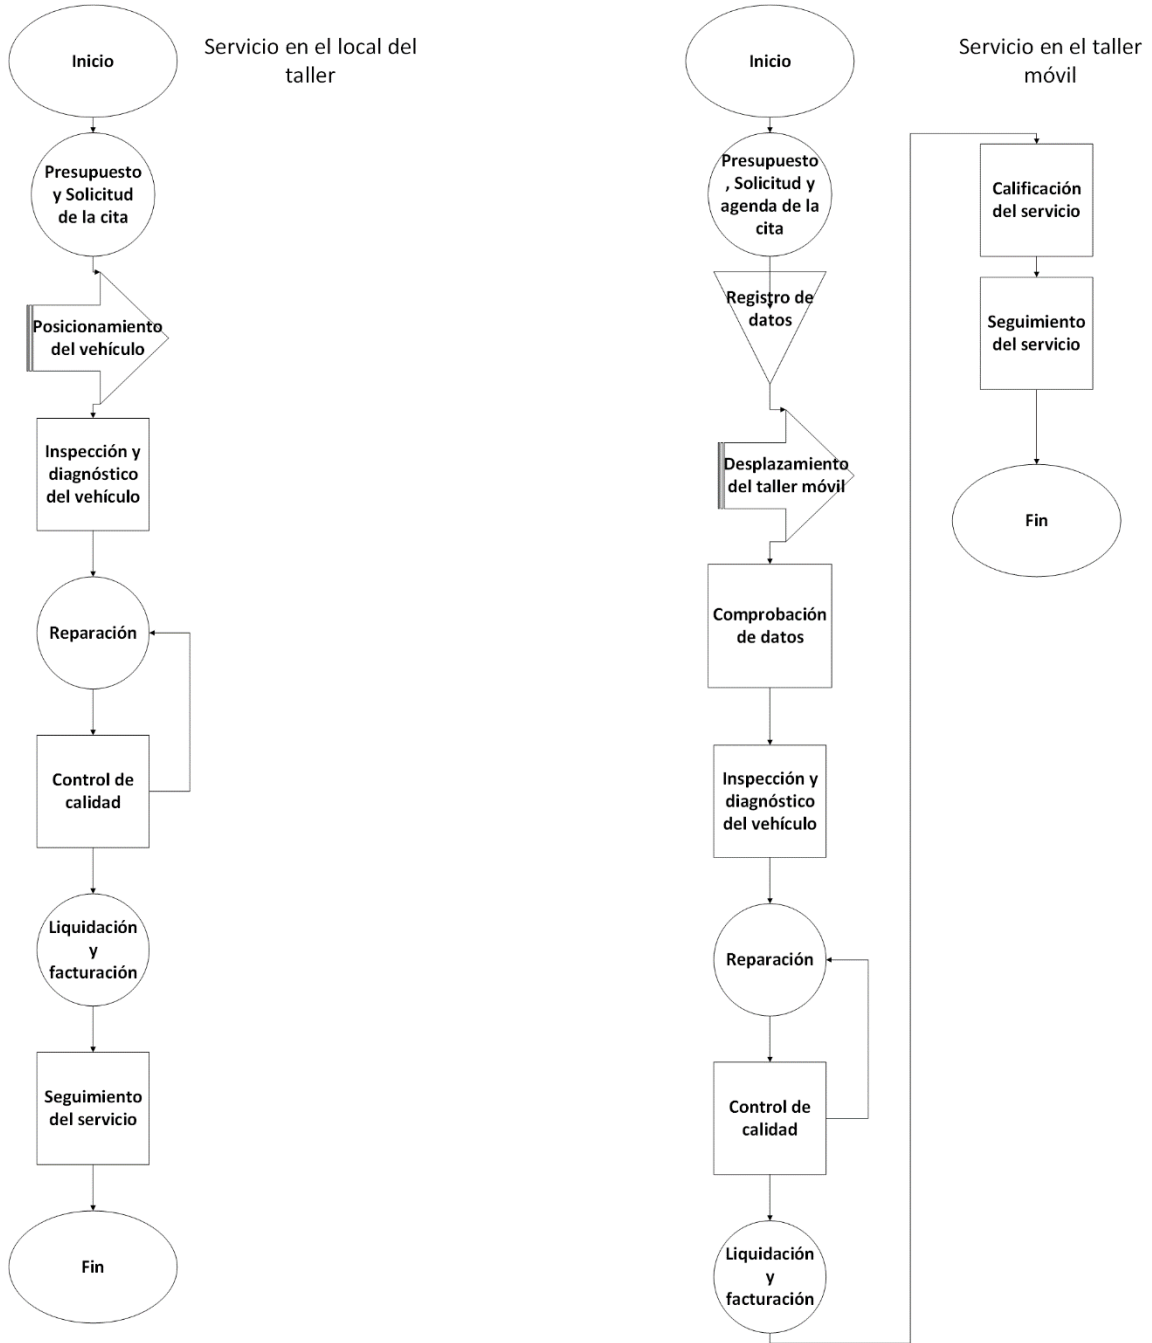 Servicio en el local del
taller
Inicio
Presupuesto
y Solicitud
de la cita
Posicionamiento
del vehículo
Inspección y
diagnóstico
del vehículo
Reparación
Control de
calidad
Liquidación
y
facturación
Seguimiento
del servicio
Fin
Servicio en el taller
móvil
Inicio
Presupuesto
, Solicitud y
agenda de la
cita
Registro de
datos
Desplazamiento
del taller móvil
Comprobación
de datos
Inspección y
diagnóstico
del vehículo
Reparación
Control de
calidad
Liquidación
y
facturación
Calificación
del servicio
Seguimiento
del servicio
Fin